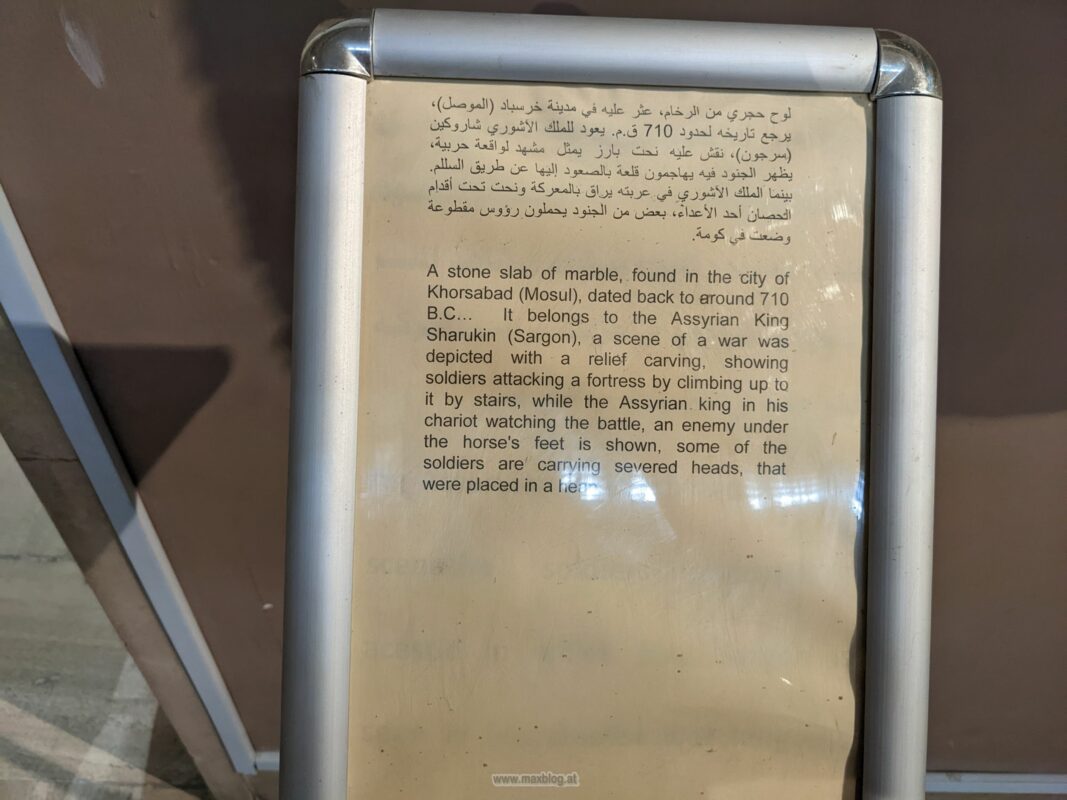 لوح حجري من الرخام، عثر عليه في مدينة خرسباد (الموصل)،
يرجع تاريخه لحدود 710 ق.م. يعود للملك الآشوري شاروكين
(سرجون)، نقش عليه نحت بارز يمثل مشهد لواقعة حربية،
يظهر الجنود فيه يهاجمون قلعة بالصعود إليها عن طريق السللم.
بينما الملك الآشوري في عربته يراق بالمعركة ونحت تحت أقدام
الحصان أحد الأعداء، بعض من الجنود يحملون رؤوس مقطوعة
وضعت في كومة.
A stone slab of marble, found in the city of
Khorsabad (Mosul), dated back to around 710
B.C... It belongs to the Assyrian King
Sharukin (Sargon), a scene of a war was
depicted with a relief carving, showing
soldiers attacking a fortress by climbing up to
it by stairs, while the Assyrian king in his
chariot watching the battle, an enemy under
the horse's feet is shown, some of the
soldiers are carrying severed heads, that
were placed in a
www.maxblog.at